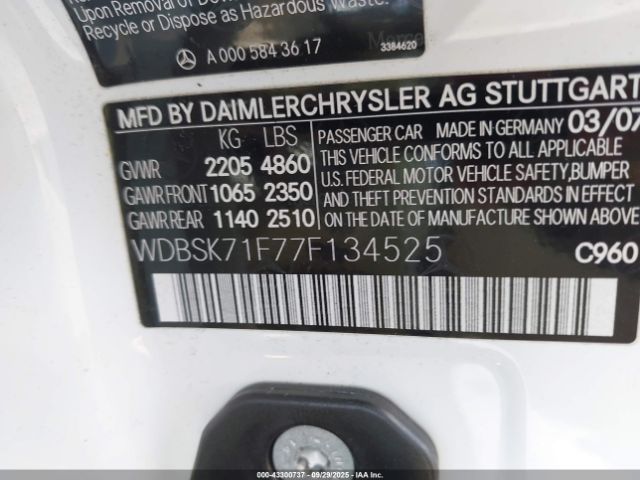 Upon Removal of
Recycle or Dispose as Hazardous Waste.
A 000 584 36 17
3384620
MFD BY DAIMLERCHRYSLER AG STUTTGART
KG LBS
PASSENGER CAR MADE IN GERMANY 03/07
GVWR 2205 4860
THIS VEHICLE CONFORMS TO ALL APPLICABLE
GAWR FRONT 1065 2350
U.S. FEDERAL MOTOR VEHICLE SAFETY, BUMPER
GAWR REAR 1140 2510
AND THEFT PREVENTION STANDARDS IN EFFECT
ON THE DATE OF MANUFACTURE SHOWN ABOVE
WDBSK71F77F134525
C960
000-43300737 | 09/29/2025 | IAA